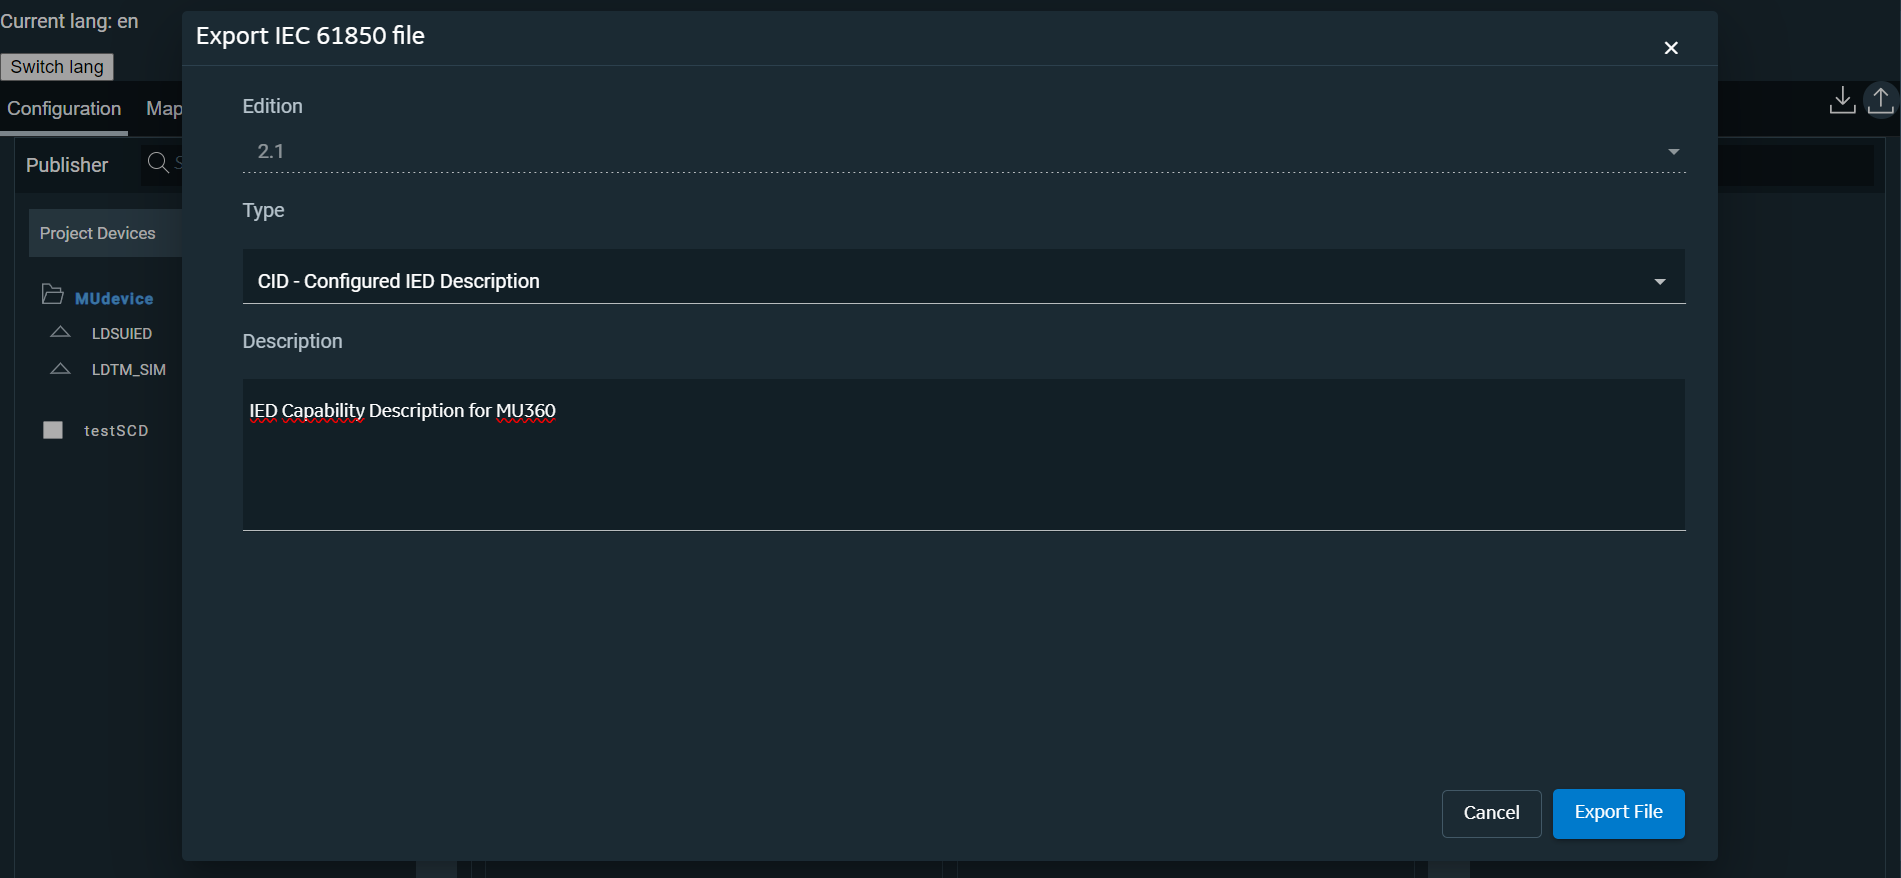 Current lang: en
Switch lang
Configuration Map
Publisher
Project Devices
MUdevice
LDSUIED
LDTM_SIM
testSCD
Export IEC 61850 file
Edition
2.1
Type
CID - Configured IED Description
Description
IED Capability Description for MU360
Cancel Export File